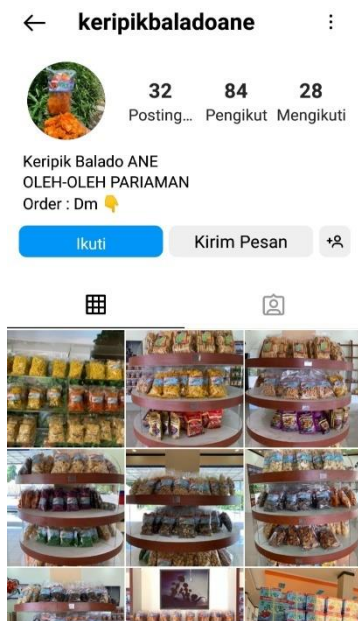 keripikbaladoane
32 84 28
Posting... Pengikut Mengikuti
Keripik Balado ANE
OLEH-OLEH PARIAMAN
Order : Dm 👇
Ikuti Kirim Pesan